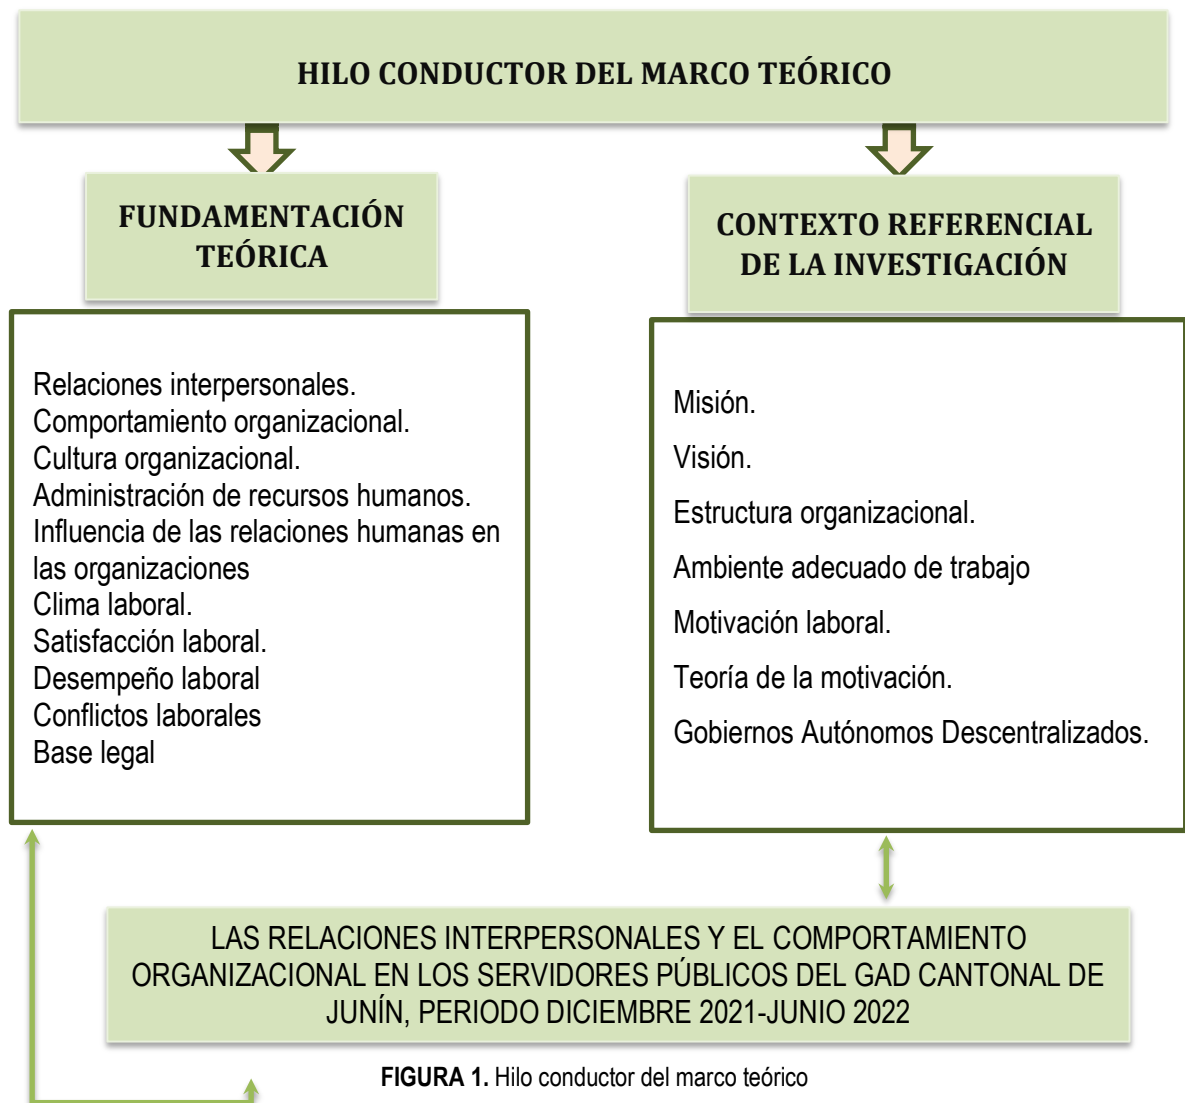 HILO CONDUCTOR DEL MARCO TEÓRICO
FUNDAMENTACIÓN
TEÓRICA
Relaciones interpersonales.
Comportamiento organizacional.
Cultura organizacional.
Administración de recursos humanos.
Influencia de las relaciones humanas en
las organizaciones
Clima laboral.
Satisfacción laboral.
Desempeño laboral
Conflictos laborales
Base legal
CONTEXTO REFERENCIAL
DE LA INVESTIGACIÓN
Misión.
Visión.
Estructura organizacional.
Ambiente adecuado de trabajo
Motivación laboral.
Teoría de la motivación.
Gobiernos Autónomos Descentralizados.
LAS RELACIONES INTERPERSONALES Y EL COMPORTAMIENTO
ORGANIZACIONAL EN LOS SERVIDORES PÚBLICOS DEL GAD CANTONAL DE
JUNÍN, PERIODO DICIEMBRE 2021-JUNIO 2022
FIGURA 1. Hilo conductor del marco teórico